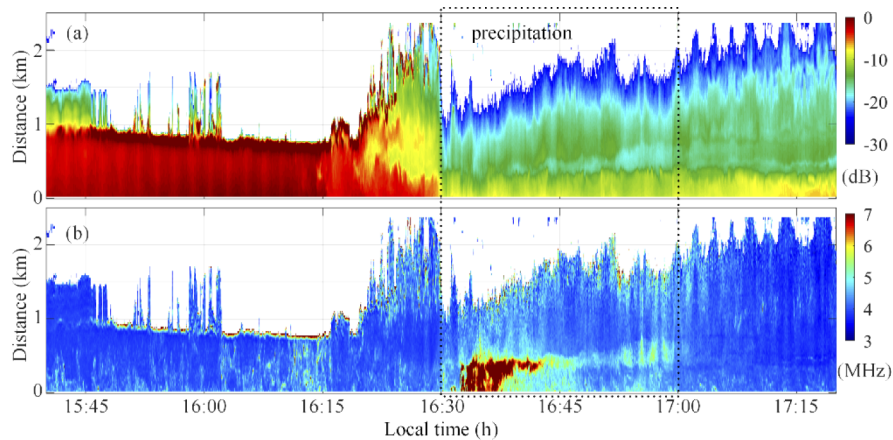 (a)
precipitation
Distance (km)
2
1
0
0
-10
-20
-30
(dB)
(b)
Distance (km)
2
1
0
7
6
5
4
3
(MHz)
15:45 16:00 16:15 16:30 16:45 17:00 17:15
Local time (h)